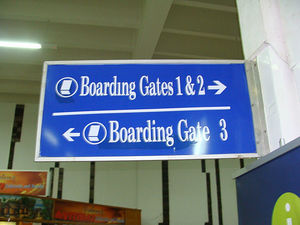 Boarding Gates 1 & 2 →
← Boarding Gate 3
i